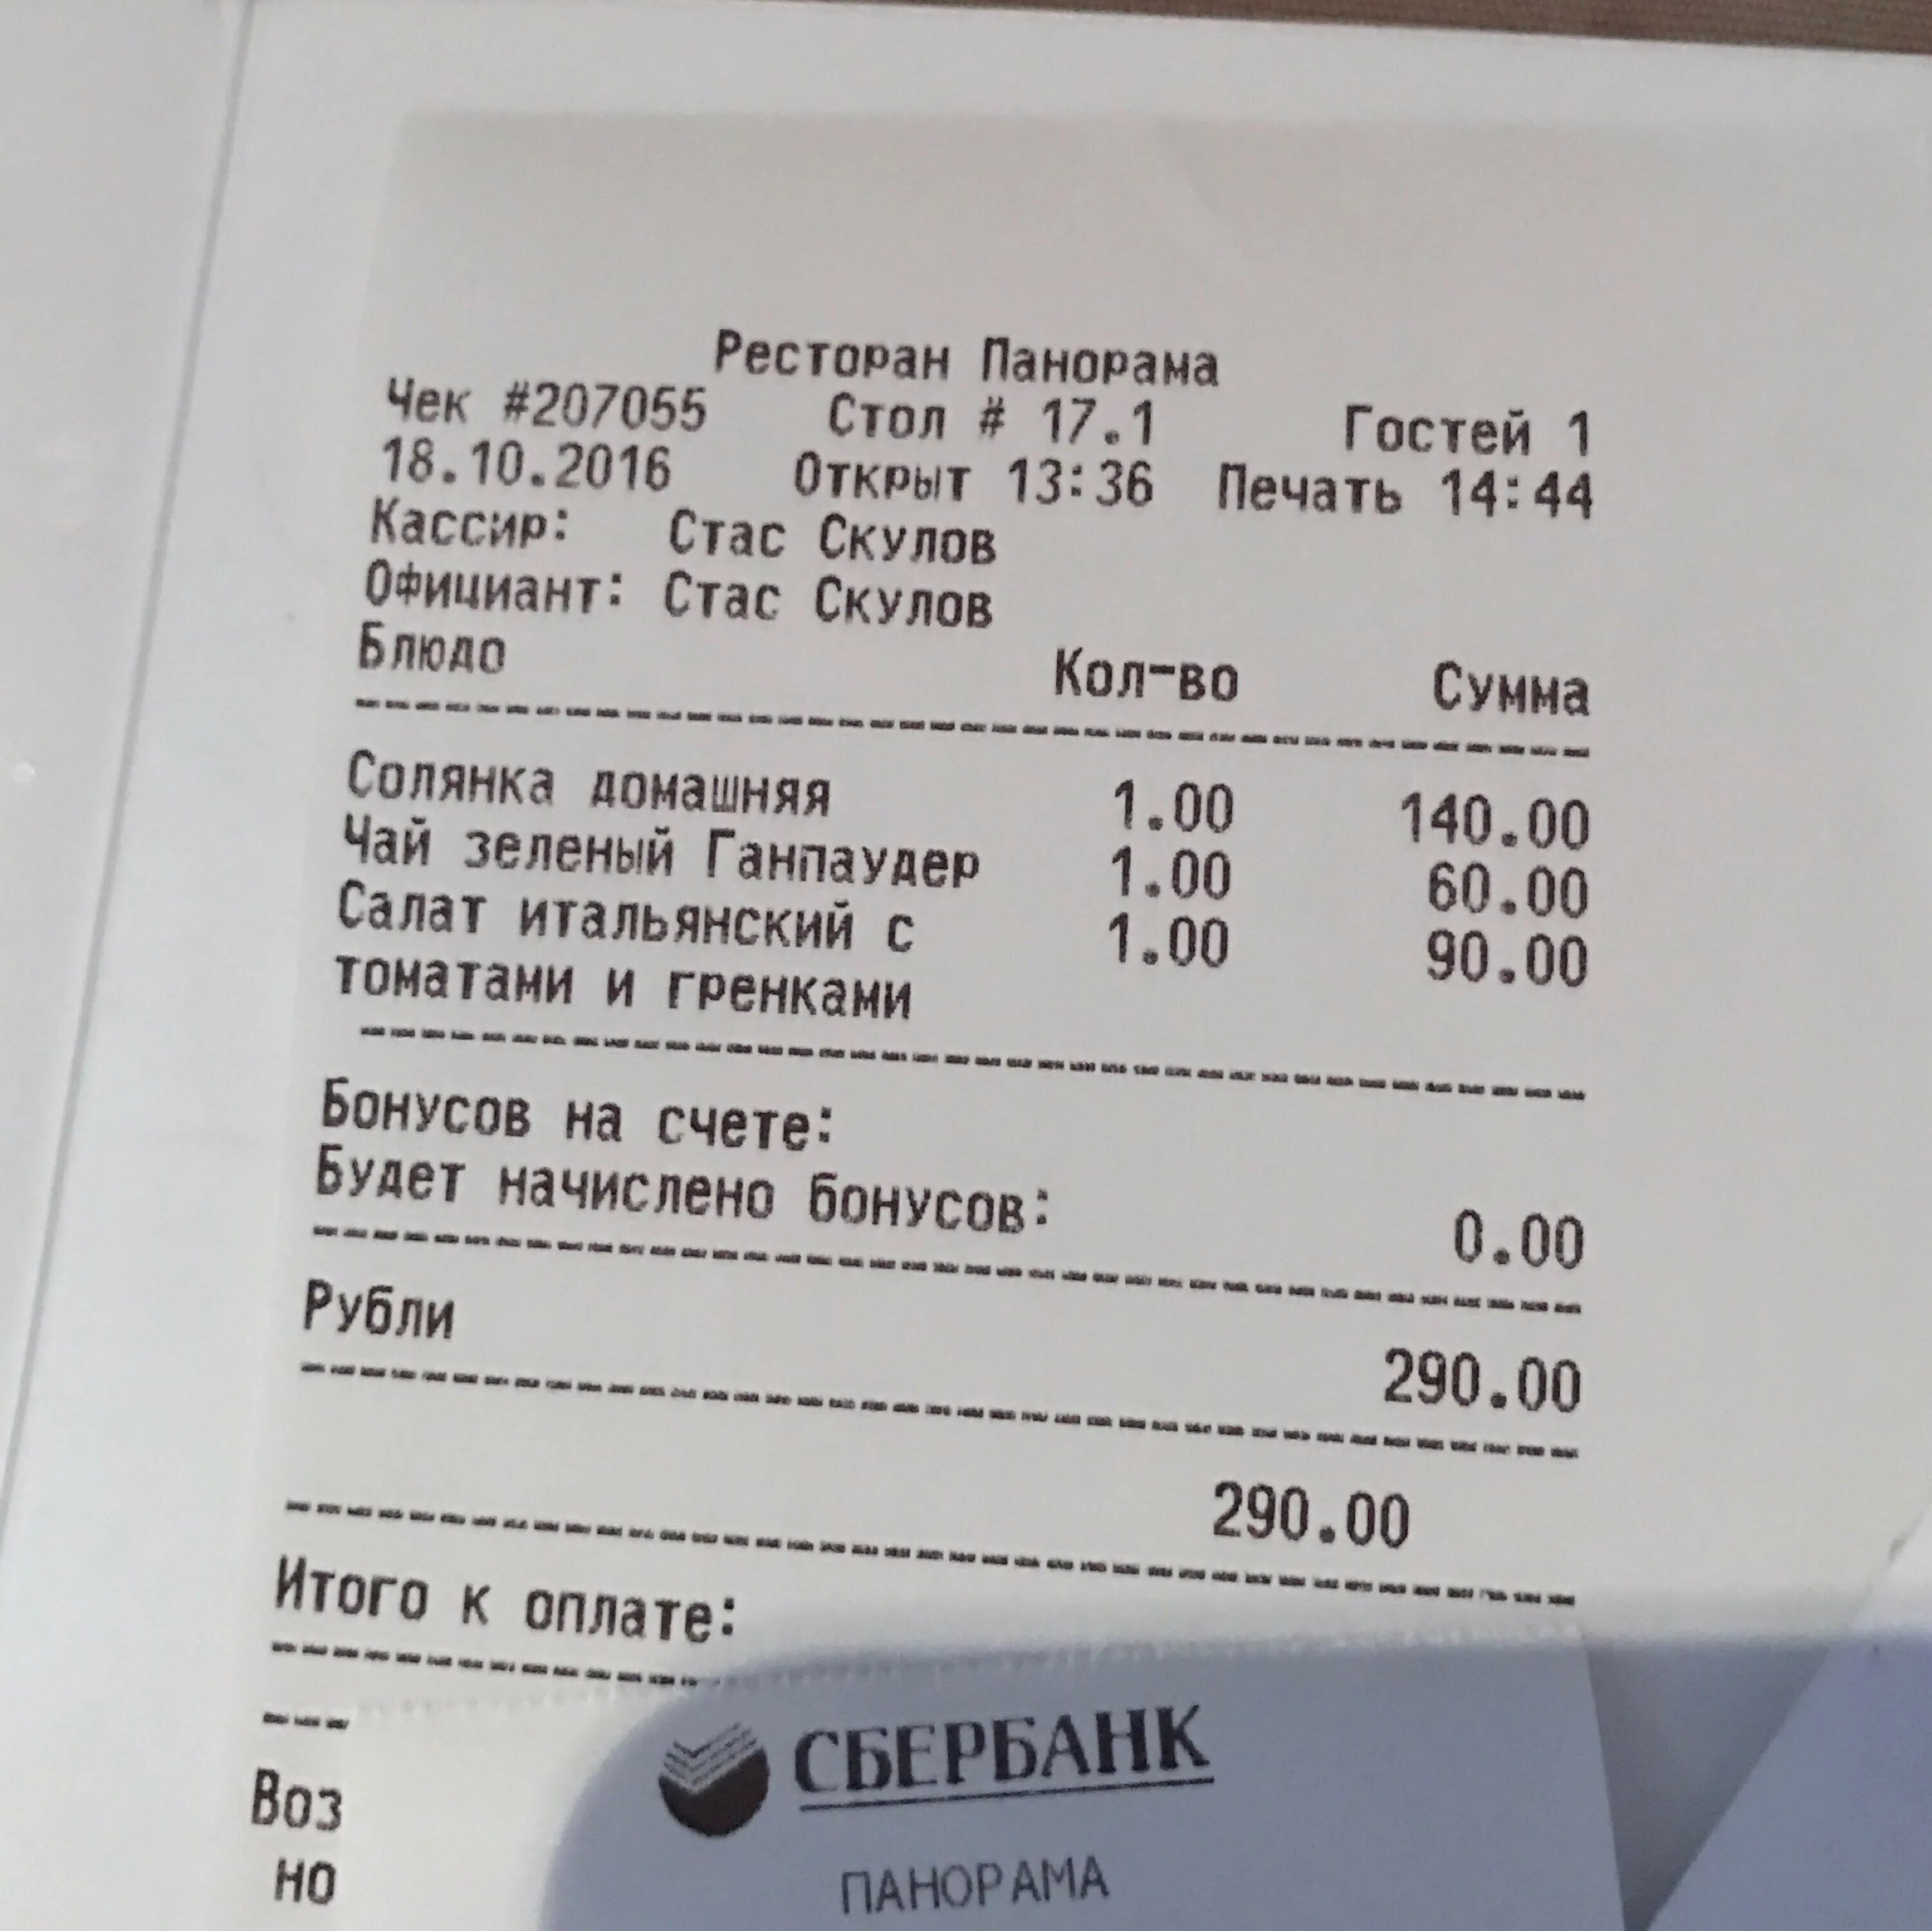 Ресторан Панорама
Чек #207055 Стол # 17.1 Гостей 1
18.10.2016 Открыт 13:36 Печать 14:44
Кассир: Стас Скулов
Официант: Стас Скулов
Блюдо Кол-во Сумма
Солянка домашняя 1.00 140.00
Чай зеленый Ганпаудер 1.00 60.00
Салат итальянский с 1.00 90.00
томатами и гренками
Бонусов на счете:
Будет начислено бонусов: 0.00
Рубли 290.00
290.00
Итого к оплате:
СБЕРБАНК
Воз
ПАНОРАМА
но